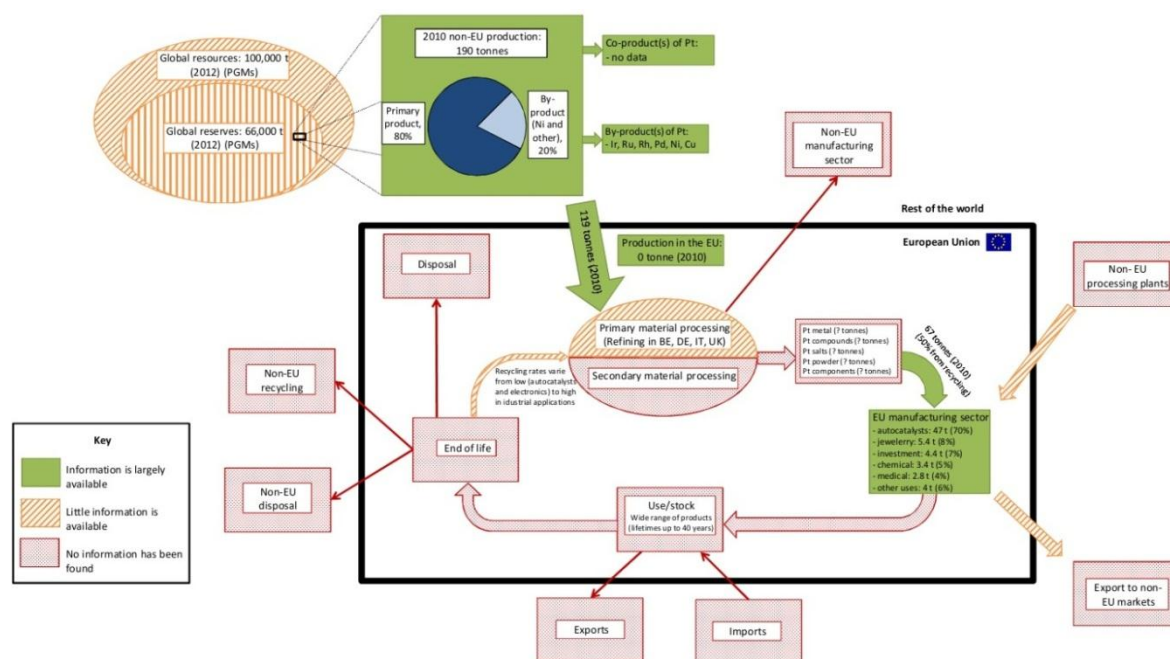 Global resources: 100,000 t
(2012) (PGMs)
Global reserves: 66,000 t
(2012) (PGMs)
2010 non-EU production:
190 tonnes
Primary
product,
80%
By-
product
(Ni and
other),
20%
Co-product(s) of Pt:
- no data
By-product(s) of Pt:
- Ir, Ru, Rh, Pd, Ni, Cu
Non-EU
manufacturing
sector
Rest of the world
European Union
119 tonnes (2010)
Production in the EU:
0 tonne (2010)
Disposal
Non-EU
processing plants
Primary material processing
(Refining in BE, DE, IT, UK)
Secondary material processing
Pt metal (? tonnes)
Pt compounds (? tonnes)
Pt salts (? tonnes)
Pt powder (? tonnes)
Pt components (? tonnes)
67 tonnes (2010)
(50% from recycling)
Recycling rates vary
from low (autocatalysts
and electronics) to high
in idustrial applications
Non-EU
recycling
End of life
EU manufacturing sector
- autocatalysts: 47 t (70%)
- jewelerry: 5.4 t (8%)
- investment: 4.4 t (7%)
- chemical: 3.4 t (5%)
- medical: 2.8 t (4%)
- other uses: 4 t (6%)
Key
Information is largely
available
Little information is
available
No information has been
found
Non-EU
disposal
Use/stock
Wide range of products
(lifetimes up to 40 years)
Exports
Imports
Export to non-
EU markets